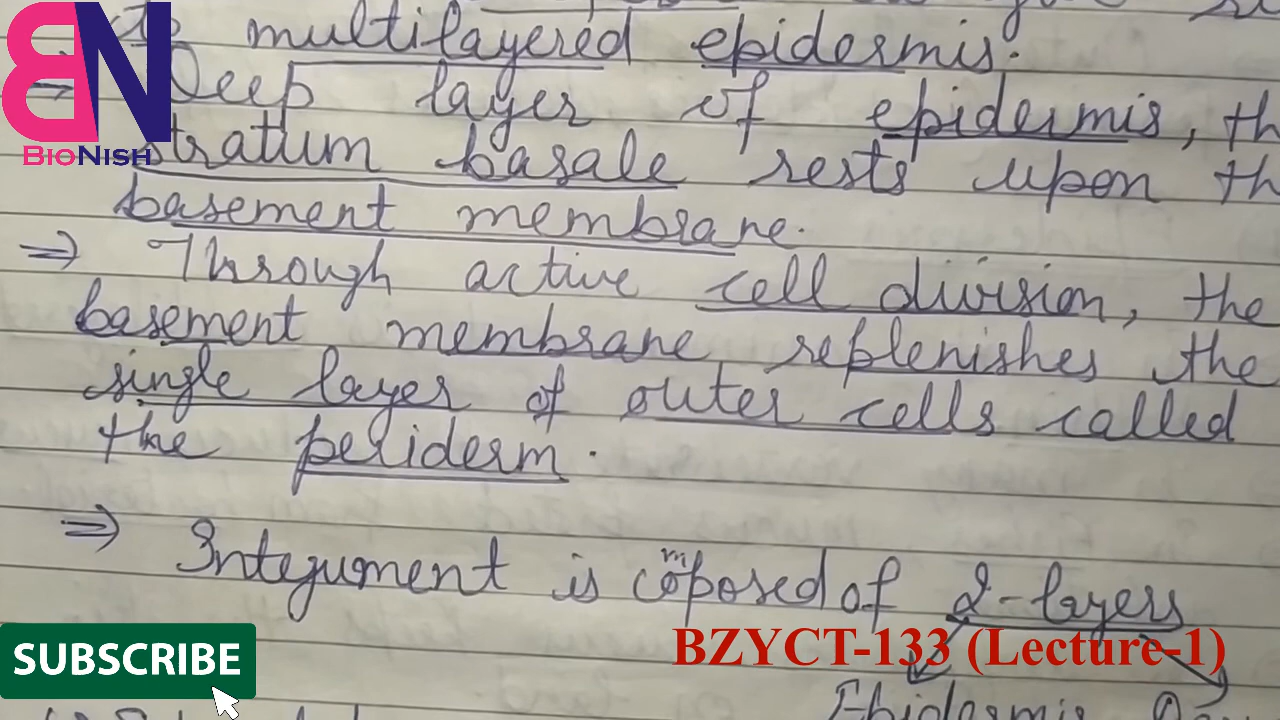 to multilayered epidermis.
⇒ Deep layer of epidermis, th
stratum basale rests upon th
basement membrane.
⇒ Through active cell division, the
basement membrane replenishes the
single layer of outer cells called
the periderm.
⇒ Integument is composed of 2-layers
Epidermis
BN
BIONISH
SUBSCRIBE
BZYCT-133 (Lecture-1)